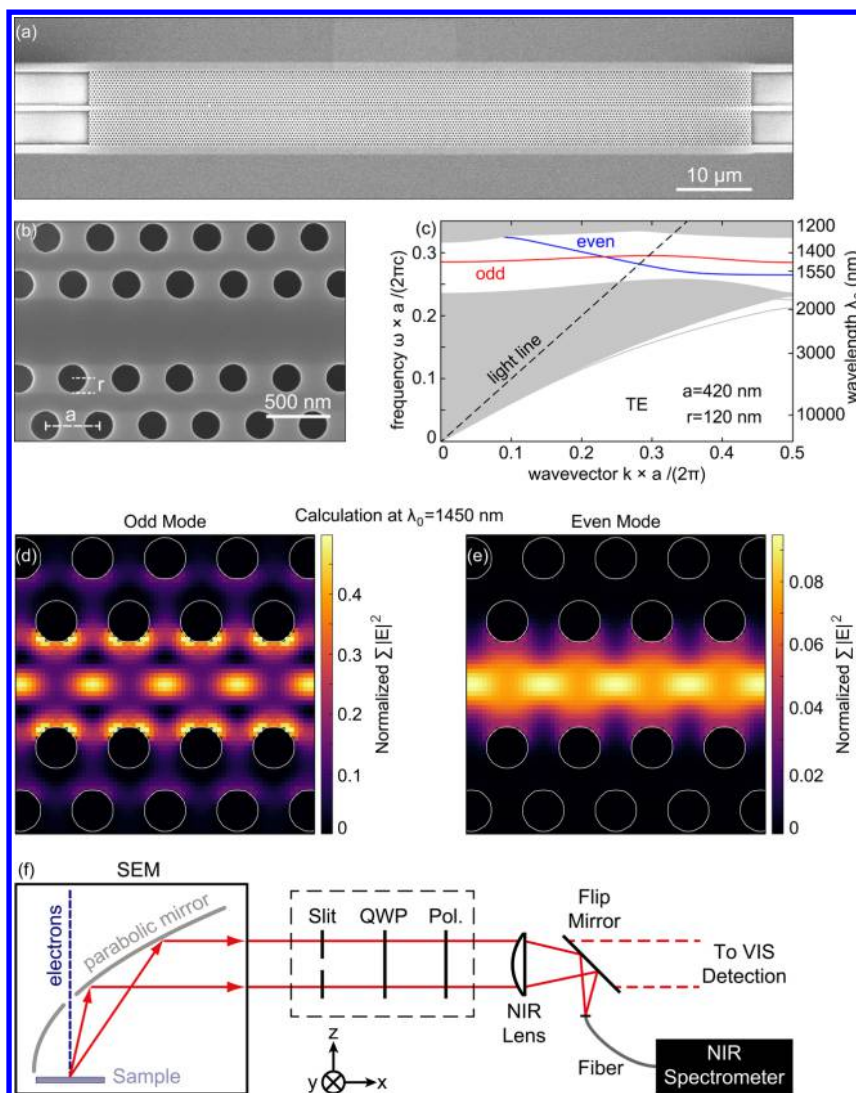 (a)
10 μm
(b)
r
a
500 nm
(c)
frequency ω × a /(2πc)
0.3
0.2
0.1
0
even
odd
light line
TE
a=420 nm
r=120 nm
0 0.1 0.2 0.3 0.4 0.5
wavevector k × a /(2π)
1200
1400
1550
2000
3000
10000
wavelength λ (nm)
Calculation at λ0=1450 nm
Odd Mode
(d)
0.4
0.3
0.2
0.1
0
Normalized Σ|E|²
Even Mode
(e)
0.08
0.06
0.04
0.02
0
Normalized Σ|E|²
(f)
SEM
electrons
parabolic mirror
Sample
Slit QWP Pol.
z
y x
NIR
Lens
Flip
Mirror
To VIS
Detection
Fiber
NIR
Spectrometer